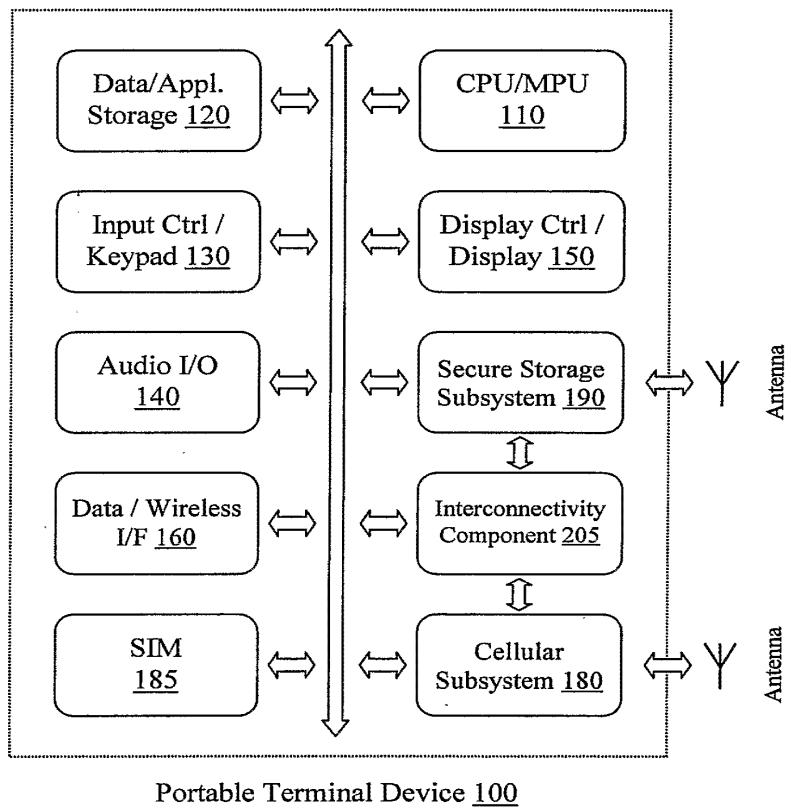 Data/Appl.
Storage 120
CPU/MPU
110
Input Ctrl /
Keypad 130
Display Ctrl /
Display 150
Audio I/O
140
Secure Storage
Subsystem 190
Antenna
Data / Wireless
I/F 160
Interconnectivity
Component 205
SIM
185
Cellular
Subsystem 180
Antenna
Portable Terminal Device 100